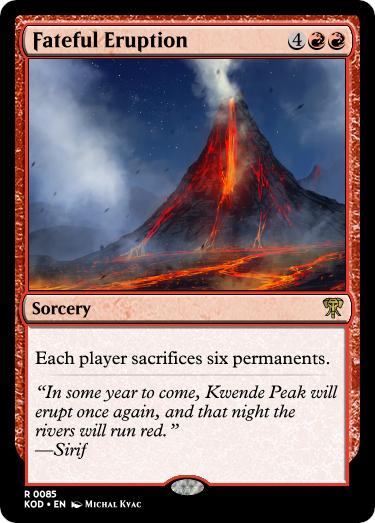 Fateful Eruption 4
Sorcery
Each player sacrifices six permanents.
“In some year to come, Kwende Peak will
erupt once again, and that night the
rivers will run red.”
—Sirif
R 0085
KOD • EN Michal Kvac